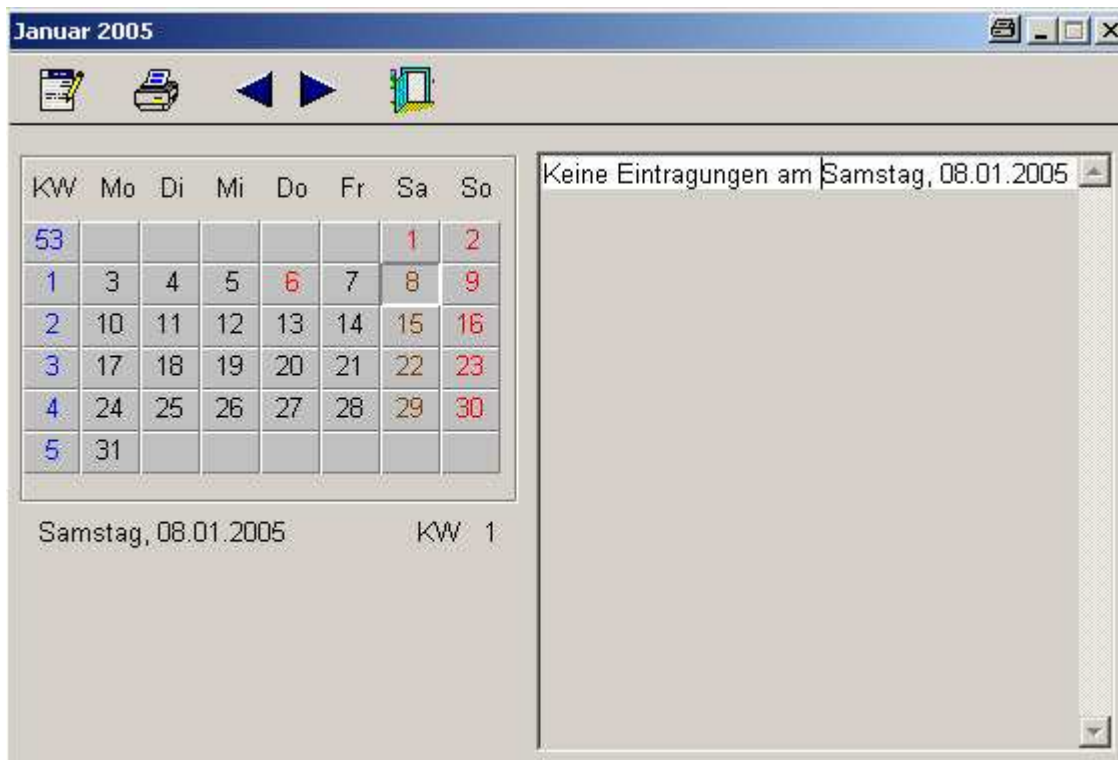 Januar 2005
KW Mo Di Mi Do Fr Sa So
53 1 2
1 3 4 5 6 7 8 9
2 10 11 12 13 14 15 16
3 17 18 19 20 21 22 23
4 24 25 26 27 28 29 30
5 31
Samstag, 08.01.2005 KW 1
Keine Eintragungen am Samstag, 08.01.2005